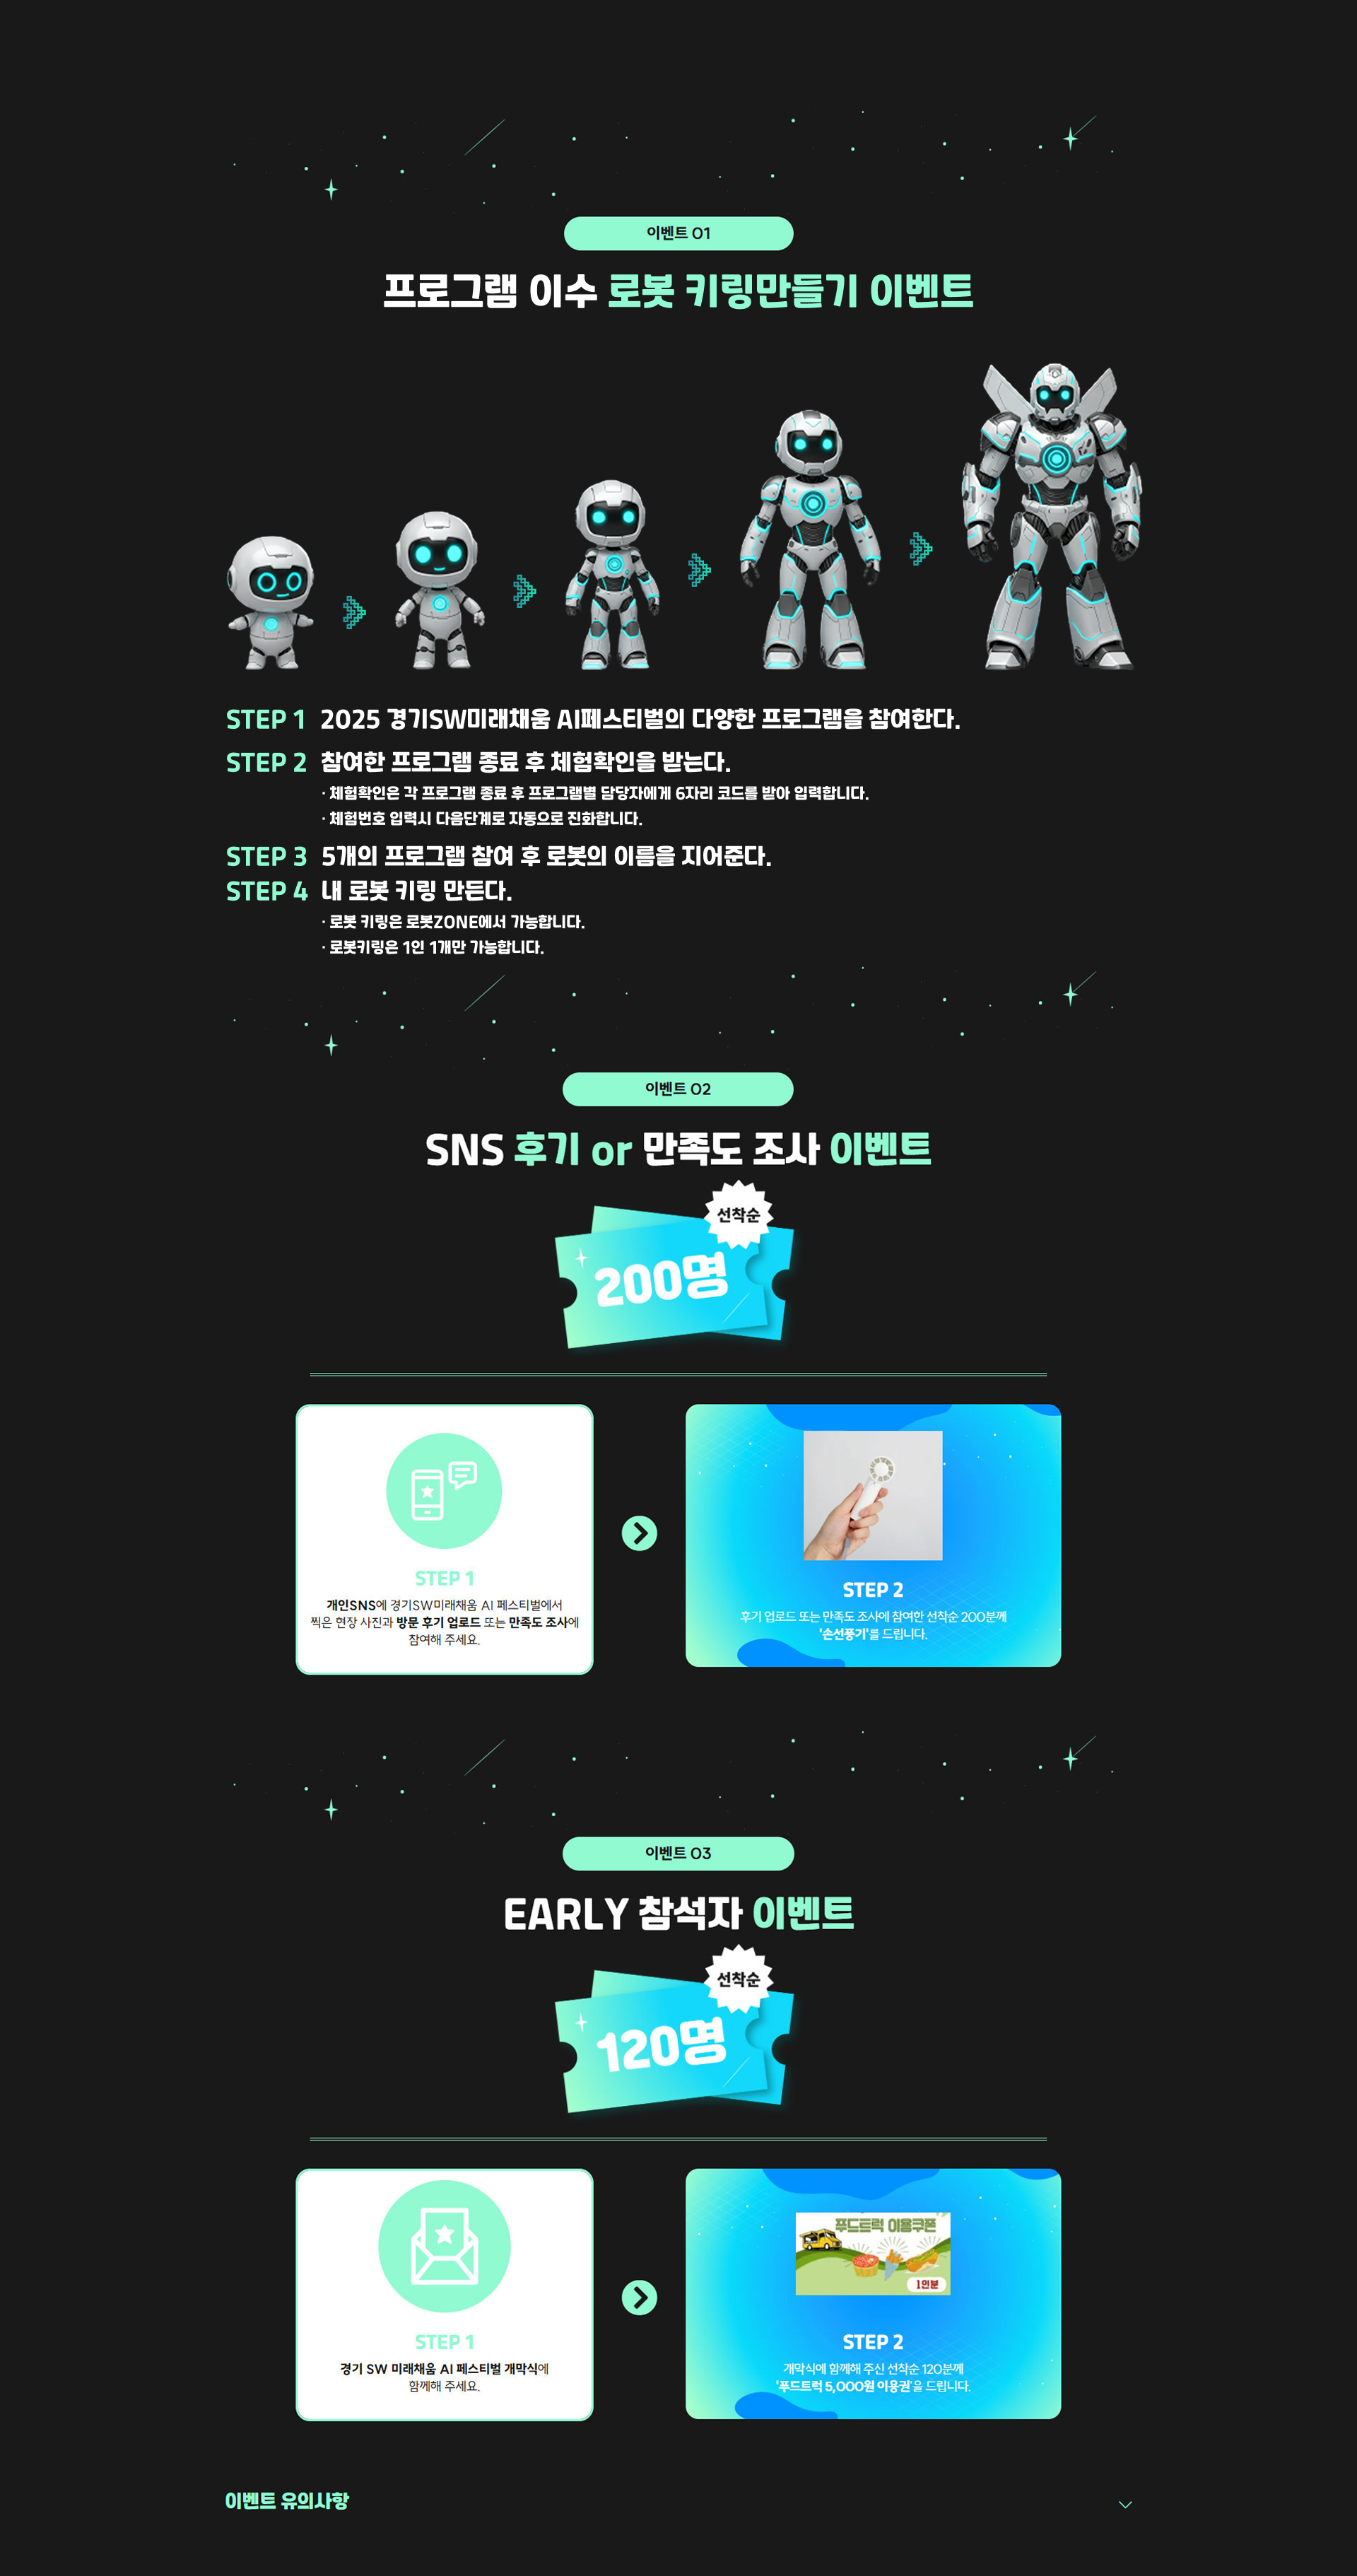 이벤트 01
프로그램 이수 로봇 키링만들기 이벤트
STEP 1 2025 경기SW미래채움 AI페스티벌의 다양한 프로그램을 참여한다.
STEP 2 참여한 프로그램 종료 후 체험확인을 받는다.
· 체험확인은 각 프로그램 종료 후 프로그램별 담당자에게 6자리 코드를 받아 입력합니다.
· 체험번호 입력시 다음단계로 자동으로 진화합니다.
STEP 3 5개의 프로그램 참여 후 로봇의 이름을 지어준다.
STEP 4 내 로봇 키링 만든다.
· 로봇 키링은 로봇ZONE에서 가능합니다.
· 로봇키링은 1인 1개만 가능합니다.
이벤트 02
SNS 후기 or 만족도 조사 이벤트
선착순
200명
STEP 1
개인SNS에 경기SW미래채움 AI 페스티벌에서
찍은 현장 사진과 방문 후기 업로드 또는 만족도 조사에
참여해 주세요.
STEP 2
후기 업로드 또는 만족도 조사에 참여한 선착순 200분께
'손선풍기'를 드립니다.
이벤트 03
EARLY 참석자 이벤트
선착순
120명
STEP 1
경기 SW 미래채움 AI 페스티벌 개막식에
함께해 주세요.
푸드트럭 이용쿠폰
1인분
STEP 2
개막식에 함께해 주신 선착순 120분께
'푸드트럭 5,000원 이용권'을 드립니다.
이벤트 유의사항